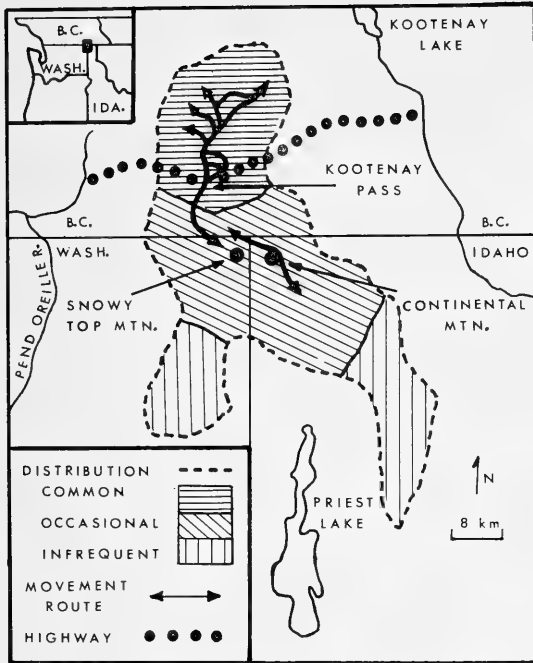 B.C.
WASH.
IDA.
KOOTENAY
LAKE
KOOTENAY
PASS
B.C.
B.C.
WASH.
IDAHO
PEND OREILLE R.
SNOWY
TOP MTN.
CONTINENTAL
MTN.
DISTRIBUTION
COMMON
OCCASIONAL
INFREQUENT
MOVEMENT
ROUTE
HIGHWAY
PRIEST
LAKE
N
8 km